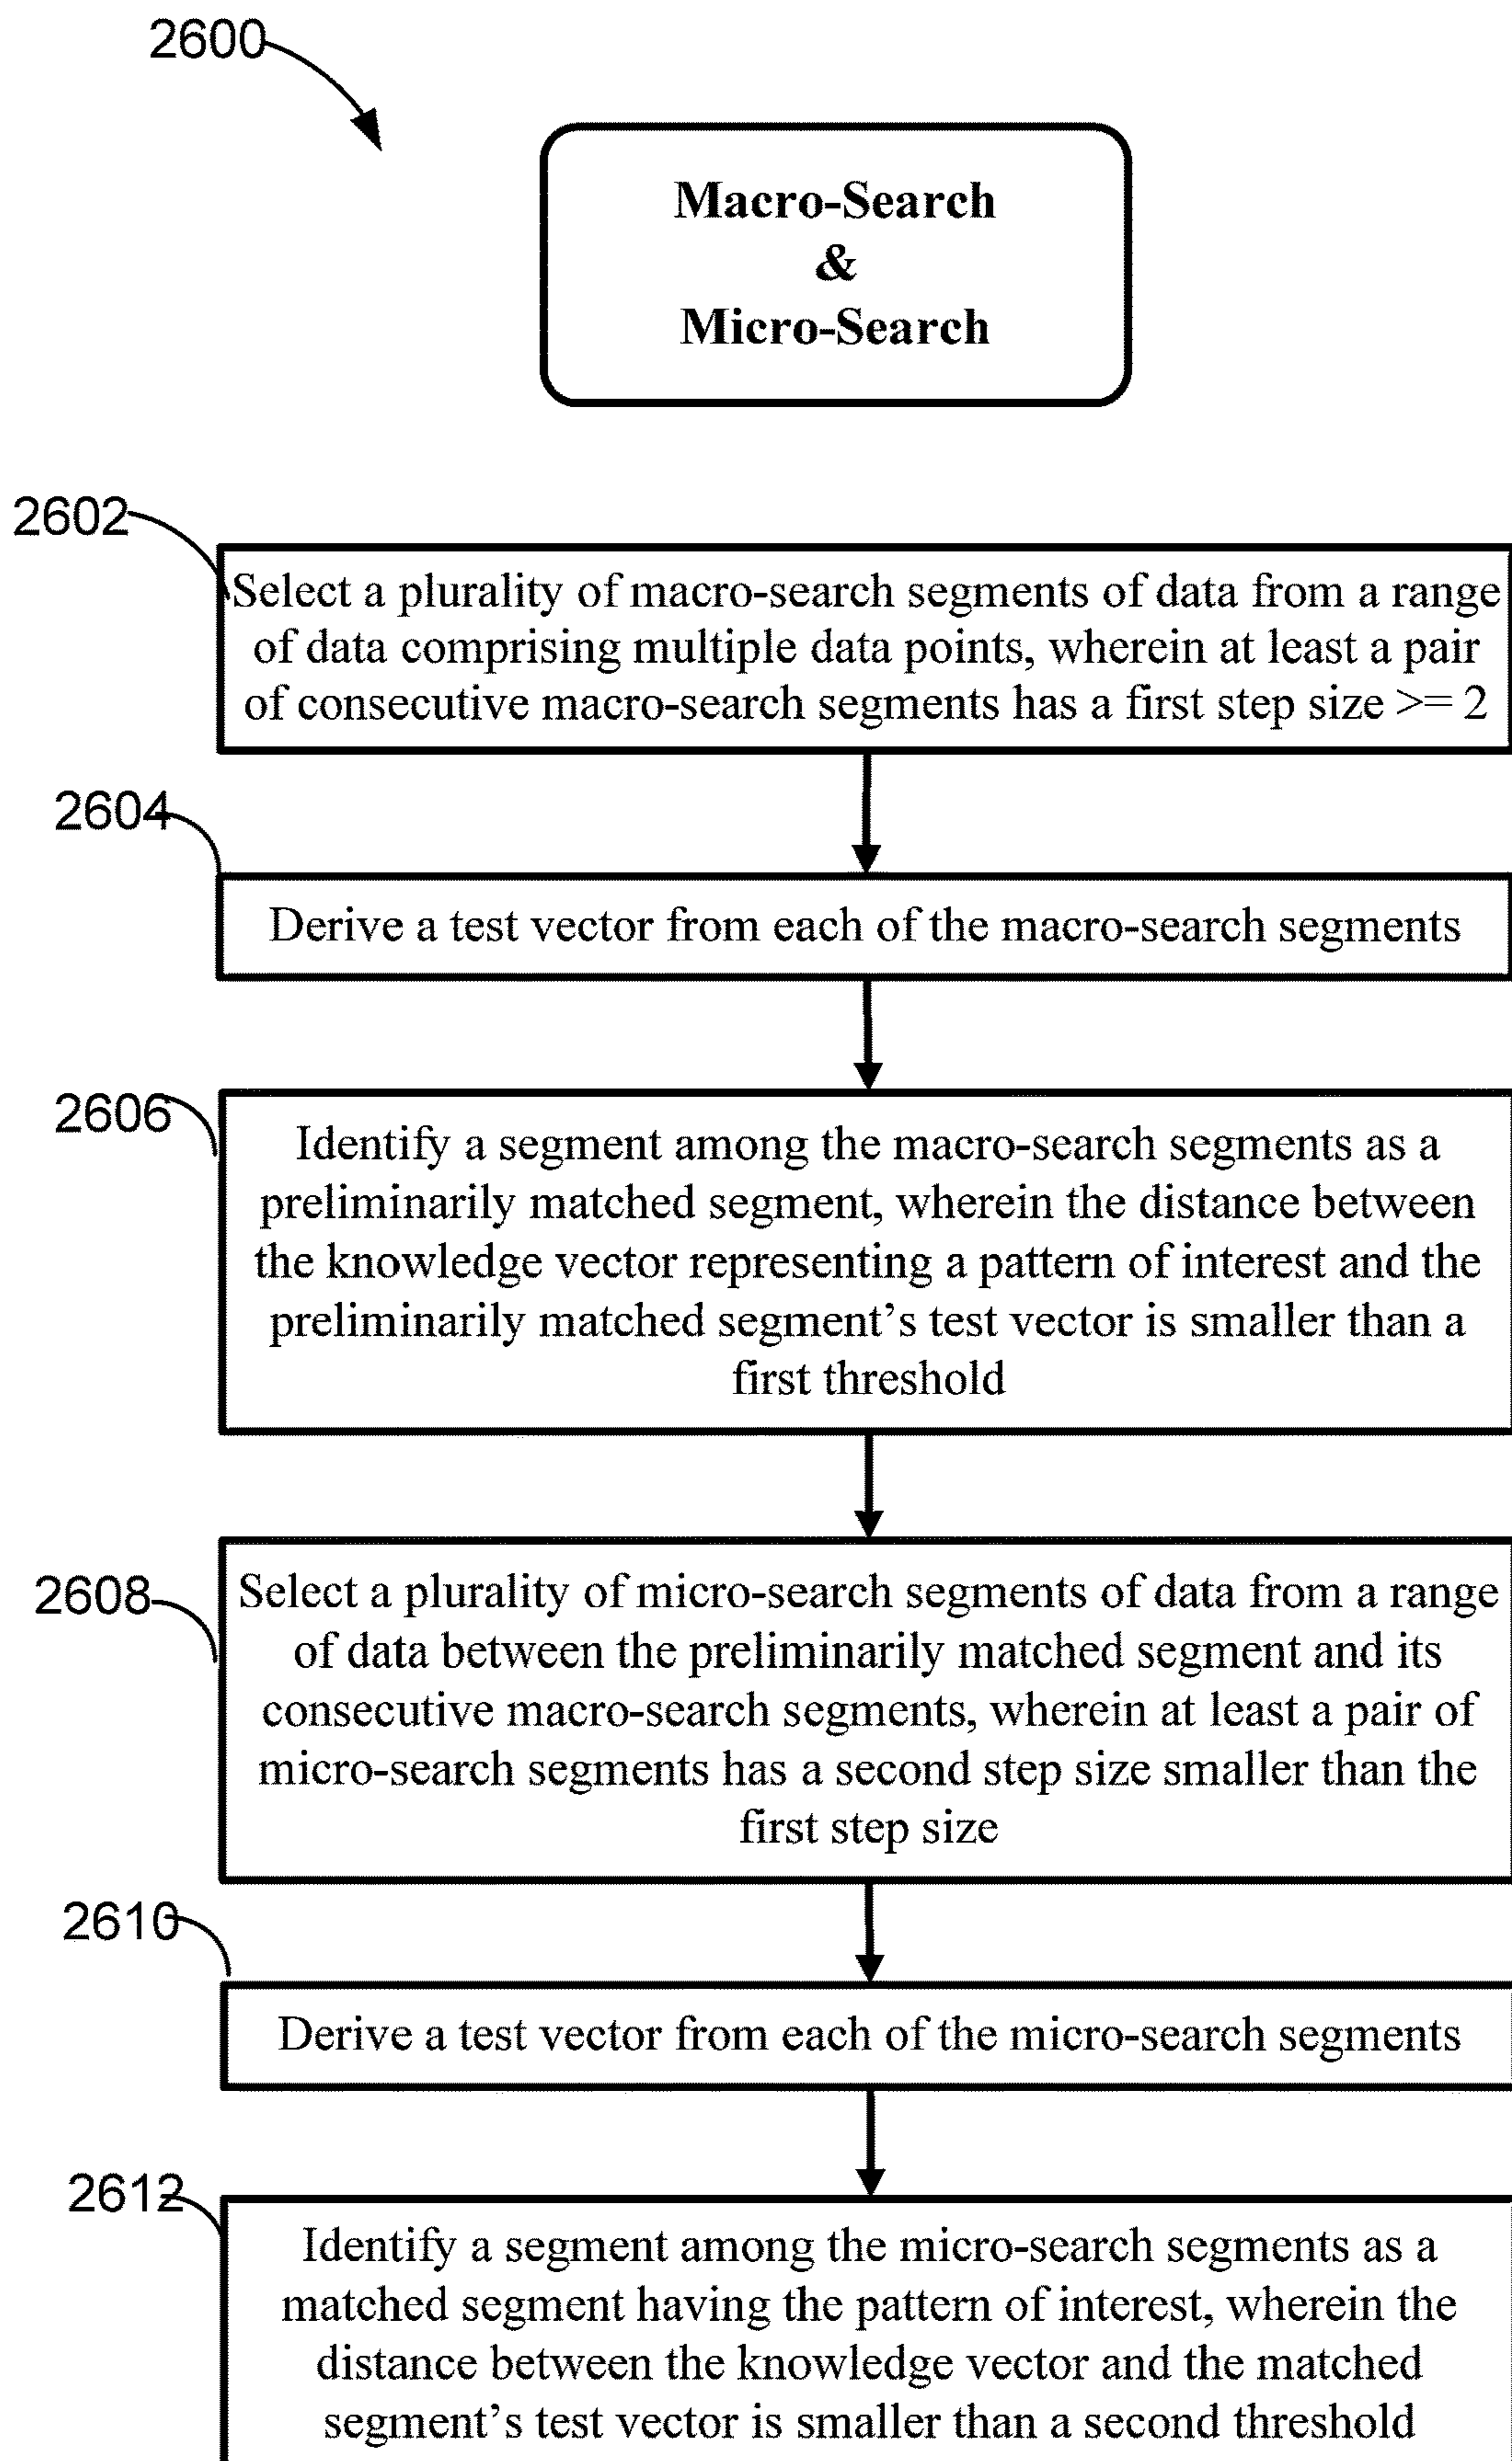 2600
Macro-Search
&
Micro-Search
2602
Select a plurality of macro-search segments of data from a range
of data comprising multiple data points, wherein at least a pair
of consecutive macro-search segments has a first step size >= 2
2604
Derive a test vector from each of the macro-search segments
2606
Identify a segment among the macro-search segments as a
preliminarily matched segment, wherein the distance between
the knowledge vector representing a pattern of interest and the
preliminarily matched segment’s test vector is smaller than a
first threshold
2608
Select a plurality of micro-search segments of data from a range
of data between the preliminarily matched segment and its
consecutive macro-search segments, wherein at least a pair of
micro-search segments has a second step size smaller than the
first step size
2610
Derive a test vector from each of the micro-search segments
2612
Identify a segment among the micro-search segments as a
matched segment having the pattern of interest, wherein the
distance between the knowledge vector and the matched
segment’s test vector is smaller than a second threshold